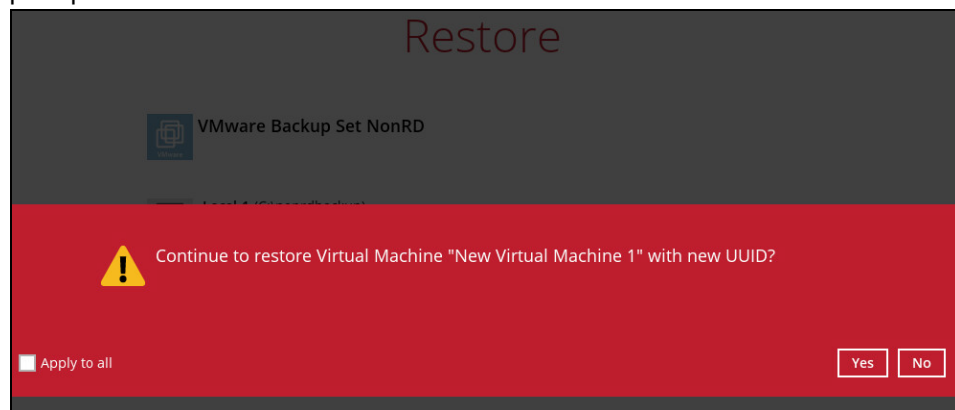 Restore
VMware Backup Set NonRD
Continue to restore Virtual Machine "New Virtual Machine 1" with new UUID?
Apply to all
Yes
No